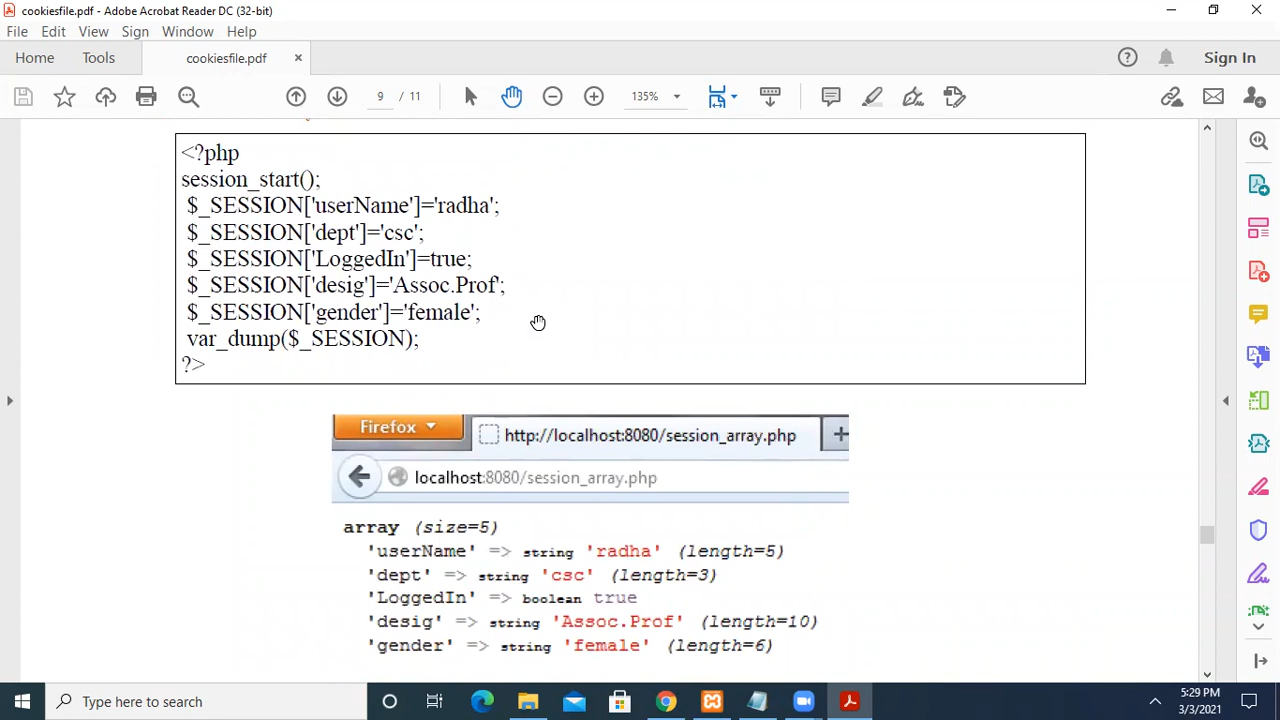 cookiesfile.pdf - Adobe Acrobat Reader DC (32-bit)
File Edit View Sign Window Help
Home Tools cookiesfile.pdf × Sign In
9 / 11 135%
<?php
session_start();
$_SESSION['userName']='radha';
$_SESSION['dept']='csc';
$_SESSION['LoggedIn']=true;
$_SESSION['desig']='Assoc.Prof';
$_SESSION['gender']='female';
var_dump($_SESSION);
?>
Firefox http://localhost:8080/session_array.php +
localhost:8080/session_array.php
array (size=5)
'userName' => string 'radha' (length=5)
'dept' => string 'csc' (length=3)
'LoggedIn' => boolean true
'desig' => string 'Assoc.Prof' (length=10)
'gender' => string 'female' (length=6)
Type here to search
5:29 PM
3/3/2021